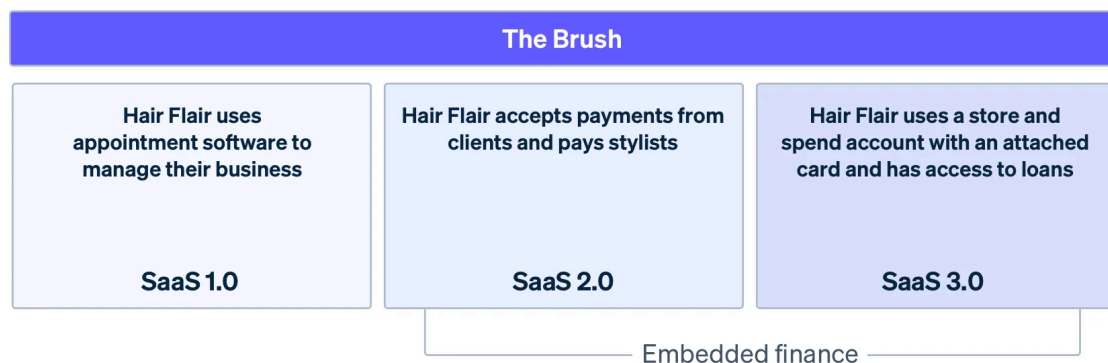 The Brush
Hair Flair uses
appointment software to
manage their business
SaaS 1.0
Hair Flair accepts payments from
clients and pays stylists
SaaS 2.0
Hair Flair uses a store and
spend account with an attached
card and has access to loans
SaaS 3.0
Embedded finance